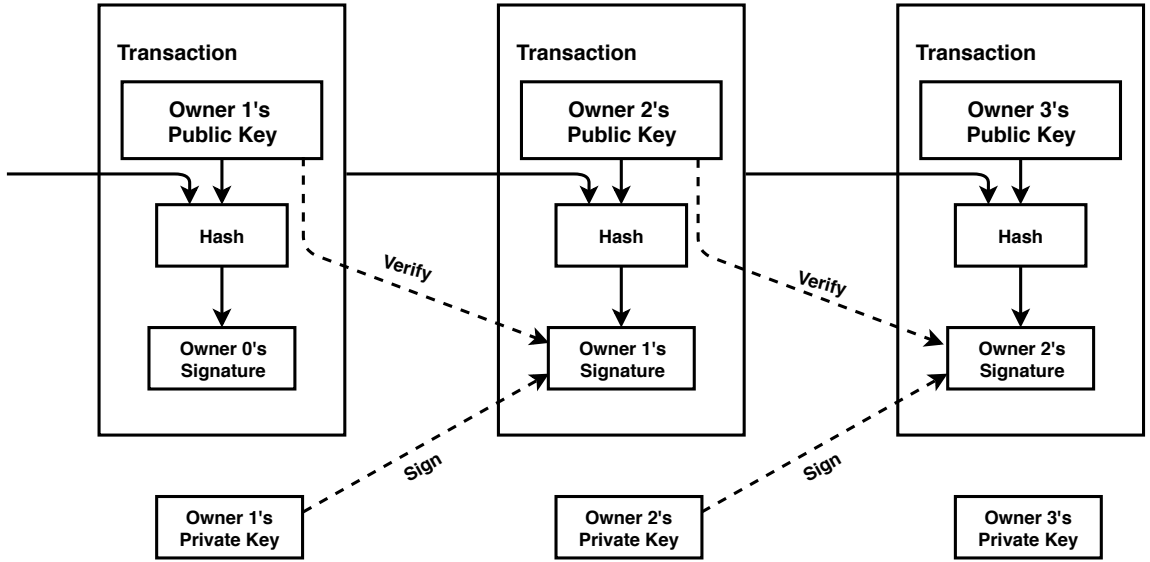 Transaction
Owner 1's
Public Key
Hash
Owner 0's
Signature
Transaction
Owner 2's
Public Key
Hash
Verify
Owner 1's
Signature
Transaction
Owner 3's
Public Key
Hash
Verify
Owner 2's
Signature
Sign
Sign
Owner 1's
Private Key
Owner 2's
Private Key
Owner 3's
Private Key